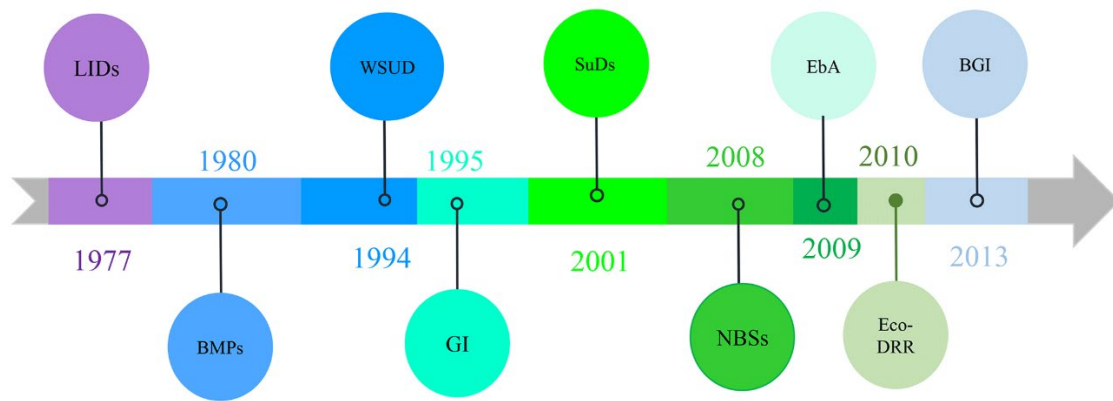 LIDs
WSUD
SuDs
EbA
BGI
1980
1995
2008
2010
1977
1994
2001
2009
2013
BMPs
GI
NBSs
Eco-
DRR